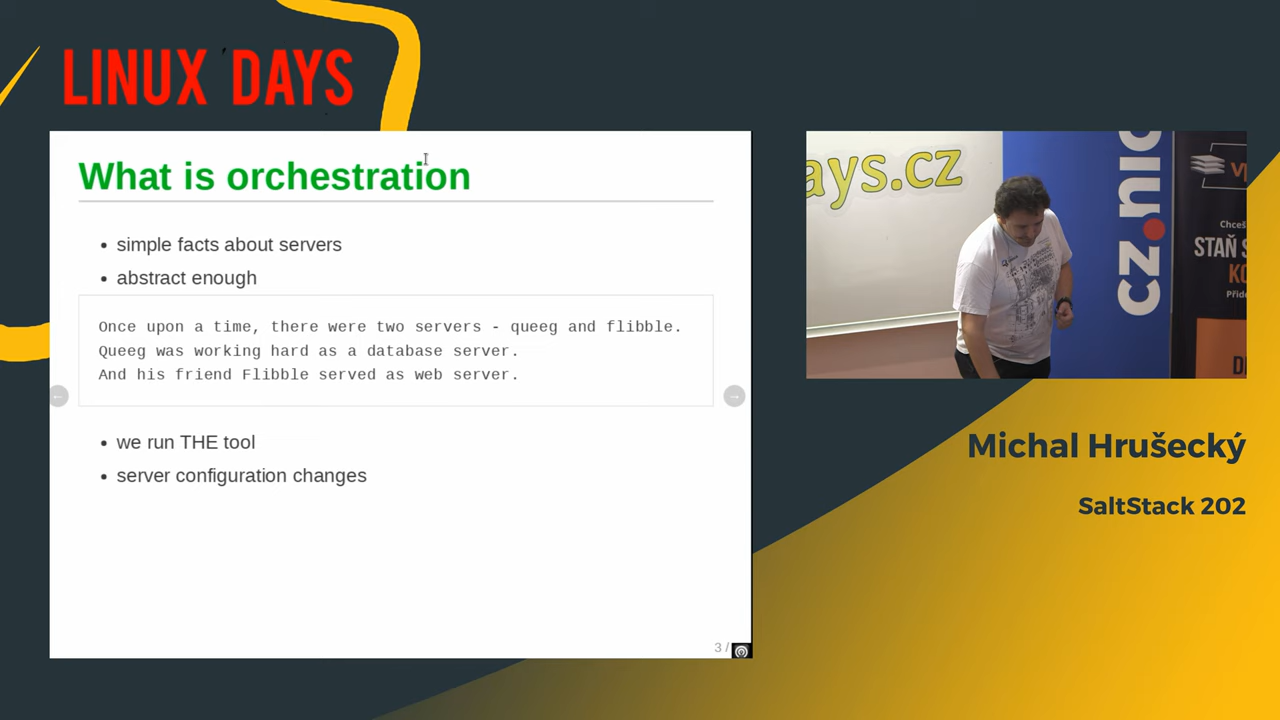 LINUX DAYS
What is orchestration
simple facts about servers
abstract enough
Once upon a time, there were two servers - queeg and flibble.
Queeg was working hard as a database server.
And his friend Flibble served as web server.
we run THE tool
server configuration changes
3 /
ays.cz
cz.nic
Chceš
STAŇ S
KO
Přide
Michal Hrušecký
SaltStack 202